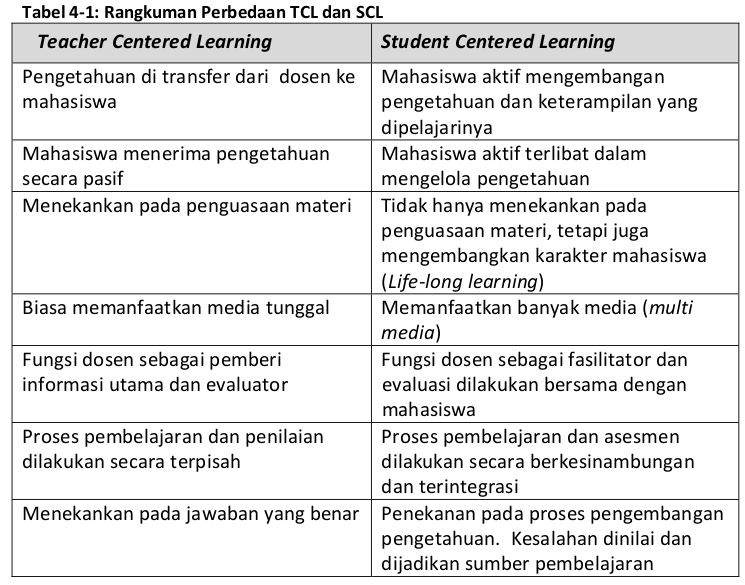 Tabel 4-1: Rangkuman Perbedaan TCL dan SCL
Teacher Centered Learning
Student Centered Learning
Pengetahuan di transfer dari dosen ke
mahasiswa
Mahasiswa aktif mengembangan
pengetahuan dan keterampilan yang
dipelajarinya
Mahasiswa menerima pengetahuan
secara pasif
Mahasiswa aktif terlibat dalam
mengelola pengetahuan
Menekankan pada penguasaan materi
Tidak hanya menekankan pada
penguasaan materi, tetapi juga
mengembangkan karakter mahasiswa
(Life-long learning)
Biasa memanfaatkan media tunggal
Memanfaatkan banyak media (multi
media)
Fungsi dosen sebagai pemberi
informasi utama dan evaluator
Fungsi dosen sebagai fasilitator dan
evaluasi dilakukan bersama dengan
mahasiswa
Proses pembelajaran dan penilaian
dilakukan secara terpisah
Proses pembelajaran dan asesmen
dilakukan secara berkesinambungan
dan terintegrasi
Menekankan pada jawaban yang benar
Penekanan pada proses pengembangan
pengetahuan. Kesalahan dinilai dan
dijadikan sumber pembelajaran